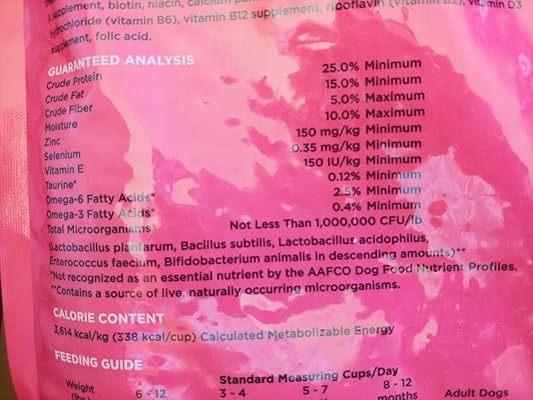 supplement, biotin, niacin, calcium
hydrochloride (vitamin B6), vitamin B12 supplement, riboflavin (vitamin B2), vitamin D3
supplement, folic acid.
GUARANTEED ANALYSIS
Crude Protein 25.0% Minimum
Crude Fat 15.0% Minimum
Crude Fiber 5.0% Maximum
Moisture 10.0% Maximum
Zinc 150 mg/kg Minimum
Selenium 0.35 mg/kg Minimum
Vitamin E 150 IU/kg Minimum
Taurine* 0.12% Minimum
Omega-6 Fatty Acids* 2.5% Minimum
Omega-3 Fatty Acids* 0.4% Minimum
Total Microorganisms* Not Less Than 1,000,000 CFU/lb
(Lactobacillus plantarum, Bacillus subtilis, Lactobacillus acidophilus,
Enterococcus faecium, Bifidobacterium animalis in descending amounts)**
*Not recognized as an essential nutrient by the AAFCO Dog Food Nutrient Profiles.
**Contains a source of live, naturally occurring microorganisms.
CALORIE CONTENT
3,614 kcal/kg (338 kcal/cup) Calculated Metabolizable Energy
FEEDING GUIDE
Standard Measuring Cups/Day
Weight 6 - 12 3 - 4 5 - 7 8 - 12
(lbs.) months Adult Dogs